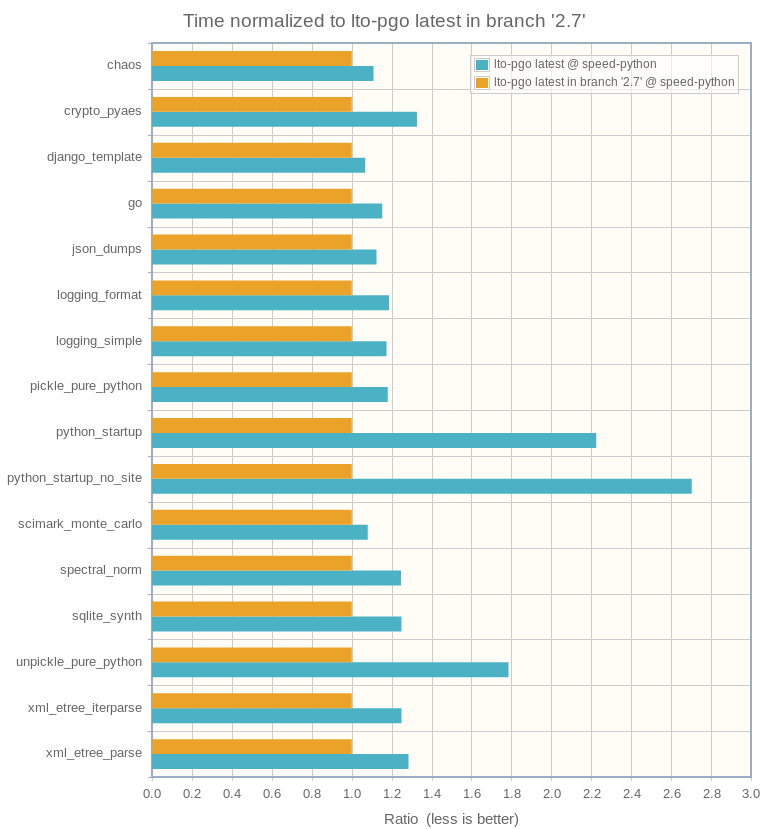 Time normalized to lto-pgo latest in branch '2.7'
lto-pgo latest @ speed-python
lto-pgo latest in branch '2.7' @ speed-python
chaos
crypto_pyaes
django_template
go
json_dumps
logging_format
logging_simple
pickle_pure_python
python_startup
python_startup_no_site
scimark_monte_carlo
spectral_norm
sqlite_synth
unpickle_pure_python
xml_etree_iterparse
xml_etree_parse
0.0 0.2 0.4 0.6 0.8 1.0 1.2 1.4 1.6 1.8 2.0 2.2 2.4 2.6 2.8 3.0
Ratio (less is better)